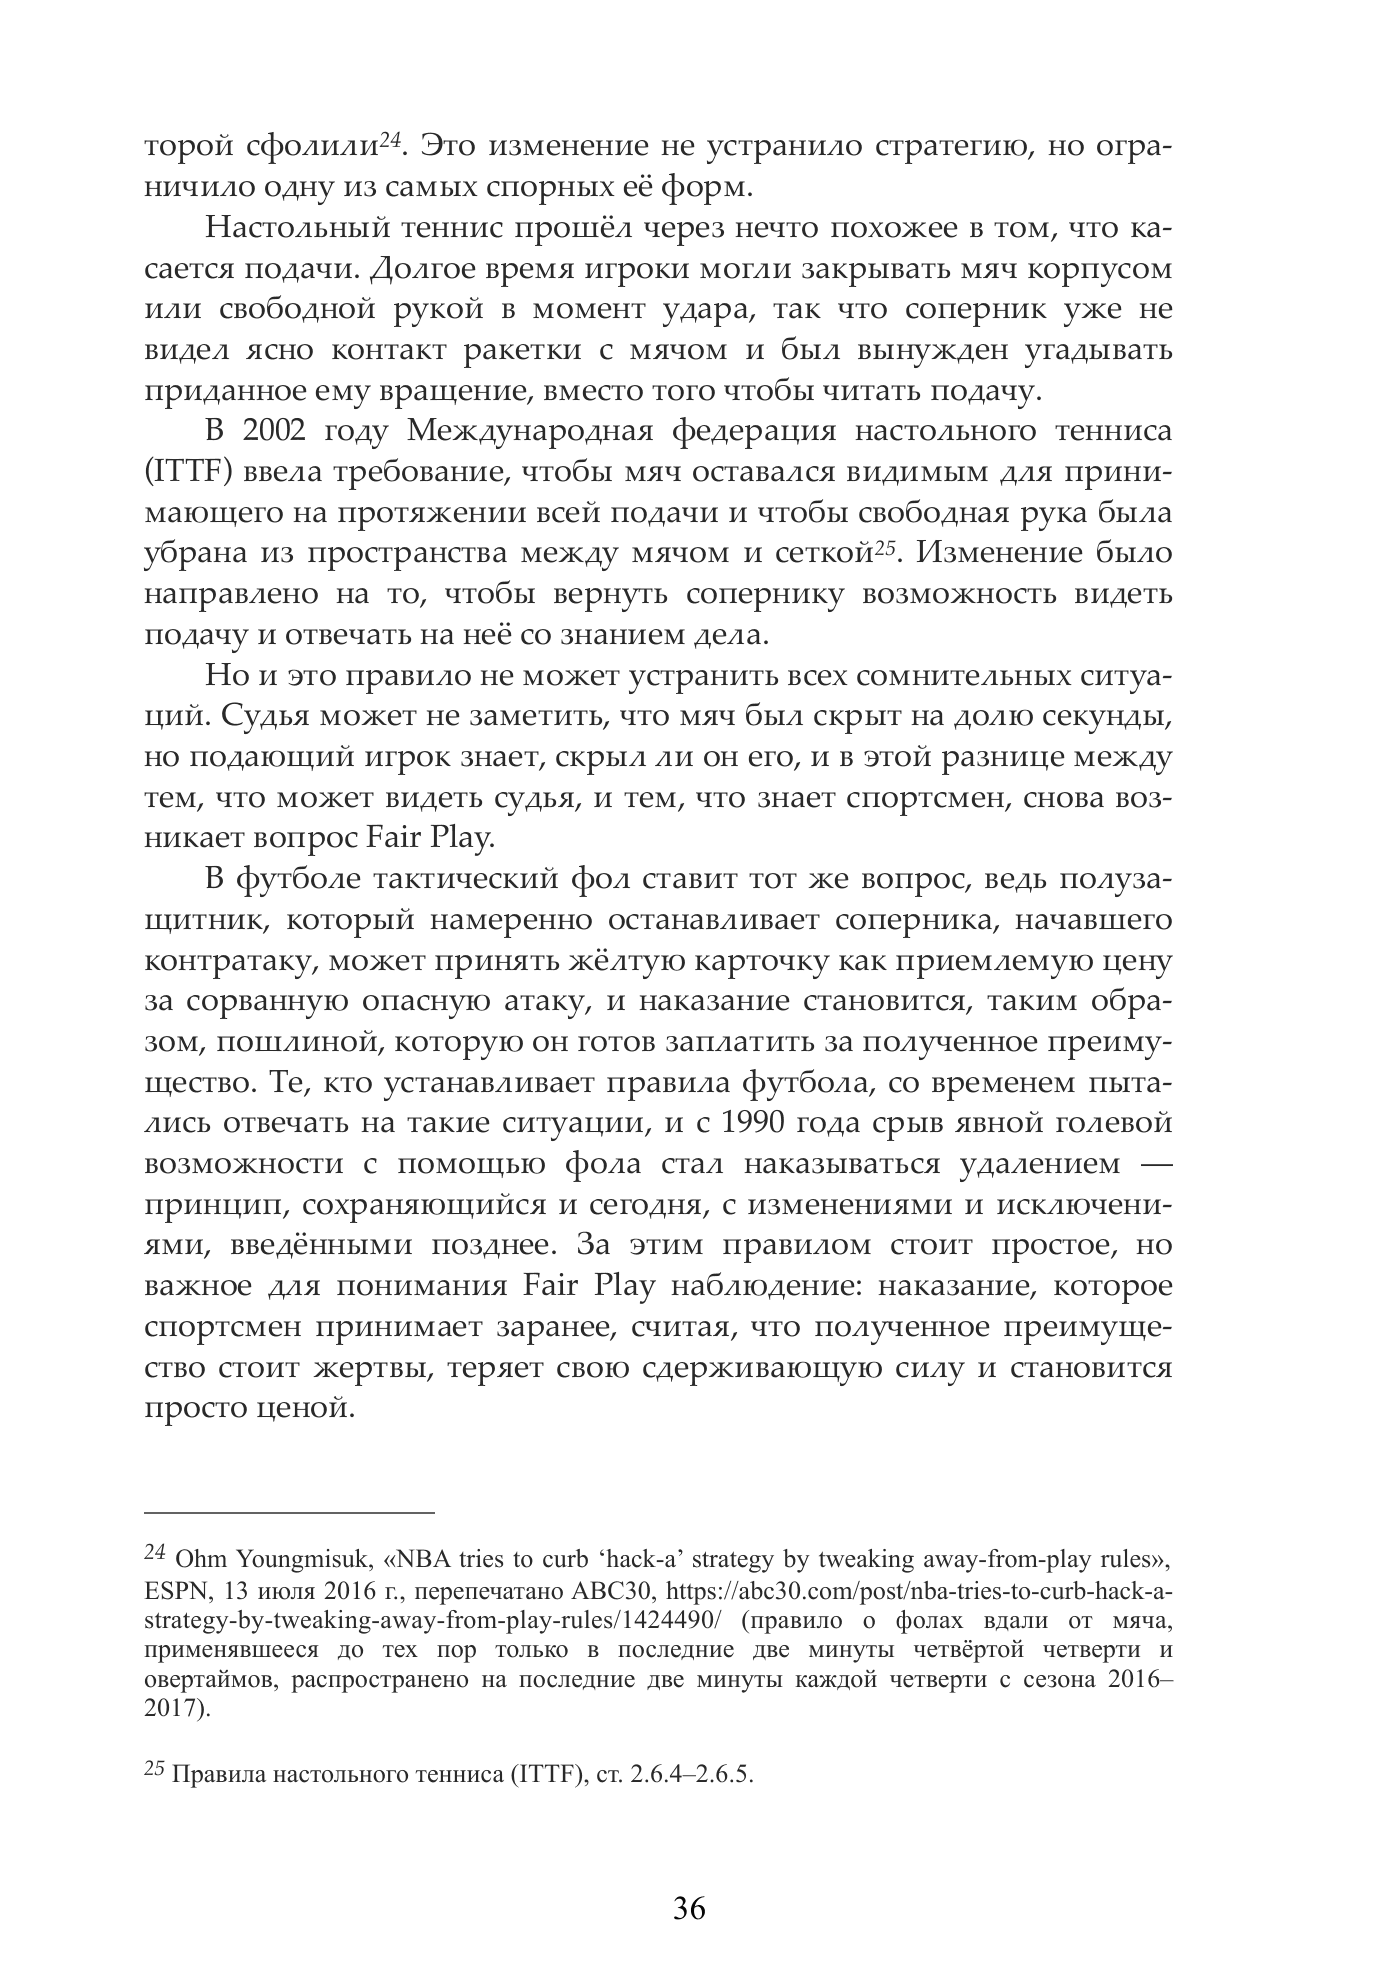 торой сфолили24. Это изменение не устранило стратегию, но огра-
ничило одну из самых спорных её форм.
Настольный теннис прошёл через нечто похожее в том, что ка-
сается подачи. Долгое время игроки могли закрывать мяч корпусом
или свободной рукой в момент удара, так что соперник уже не
видел ясно контакт ракетки с мячом и был вынужден угадывать
приданное ему вращение, вместо того чтобы читать подачу.
В 2002 году Международная федерация настольного тенниса
(ITTF) ввела требование, чтобы мяч оставался видимым для прини-
мающего на протяжении всей подачи и чтобы свободная рука была
убрана из пространства между мячом и сеткой25. Изменение было
направлено на то, чтобы вернуть сопернику возможность видеть
подачу и отвечать на неё со знанием дела.
Но и это правило не может устранить всех сомнительных ситуа-
ций. Судья может не заметить, что мяч был скрыт на долю секунды,
но подающий игрок знает, скрыл ли он его, и в этой разнице между
тем, что может видеть судья, и тем, что знает спортсмен, снова воз-
никает вопрос Fair Play.
В футболе тактический фол ставит тот же вопрос, ведь полуза-
щитник, который намеренно останавливает соперника, начавшего
контратаку, может принять жёлтую карточку как приемлемую цену
за сорванную опасную атаку, и наказание становится, таким обра-
зом, пошлиной, которую он готов заплатить за полученное преиму-
щество. Те, кто устанавливает правила футбола, со временем пыта-
лись отвечать на такие ситуации, и с 1990 года срыв явной голевой
возможности с помощью фола стал наказываться удалением —
принцип, сохраняющийся и сегодня, с изменениями и исключени-
ями, введёнными позднее. За этим правилом стоит простое, но
важное для понимания Fair Play наблюдение: наказание, которое
спортсмен принимает заранее, считая, что полученное преимуще-
ство стоит жертвы, теряет свою сдерживающую силу и становится
просто ценой.
24 Ohm Youngmisuk, «NBA tries to curb ‘hack-a’ strategy by tweaking away-from-play rules»,
ESPN, 13 июля 2016 г., перепечатано ABC30, https://abc30.com/post/nba-tries-to-curb-hack-a-
strategy-by-tweaking-away-from-play-rules/1424490/ (правило о фолах вдали от мяча,
применявшееся до тех пор только в последние две минуты четвёртой четверти и
овертаймов, распространено на последние две минуты каждой четверти с сезона 2016–
2017).
25 Правила настольного тенниса (ITTF), ст. 2.6.4–2.6.5.
36